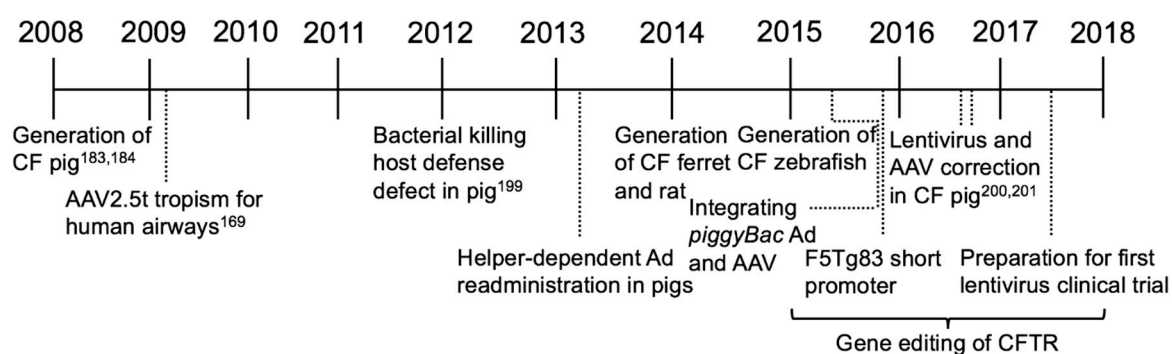 2008 2009 2010 2011 2012 2013 2014 2015 2016 2017 2018
Generation of
CF pig183,184
AAV2.5t tropism for
human airways169
Bacterial killing
host defense
defect in pig199
Helper-dependent Ad
readministration in pigs
Generation
of CF ferret
and rat
Generation of
CF zebrafish
Integrating
piggyBac Ad
and AAV
F5Tg83 short
promoter
Lentivirus and
AAV correction
in CF pig200,201
Preparation for first
lentivirus clinical trial
Gene editing of CFTR